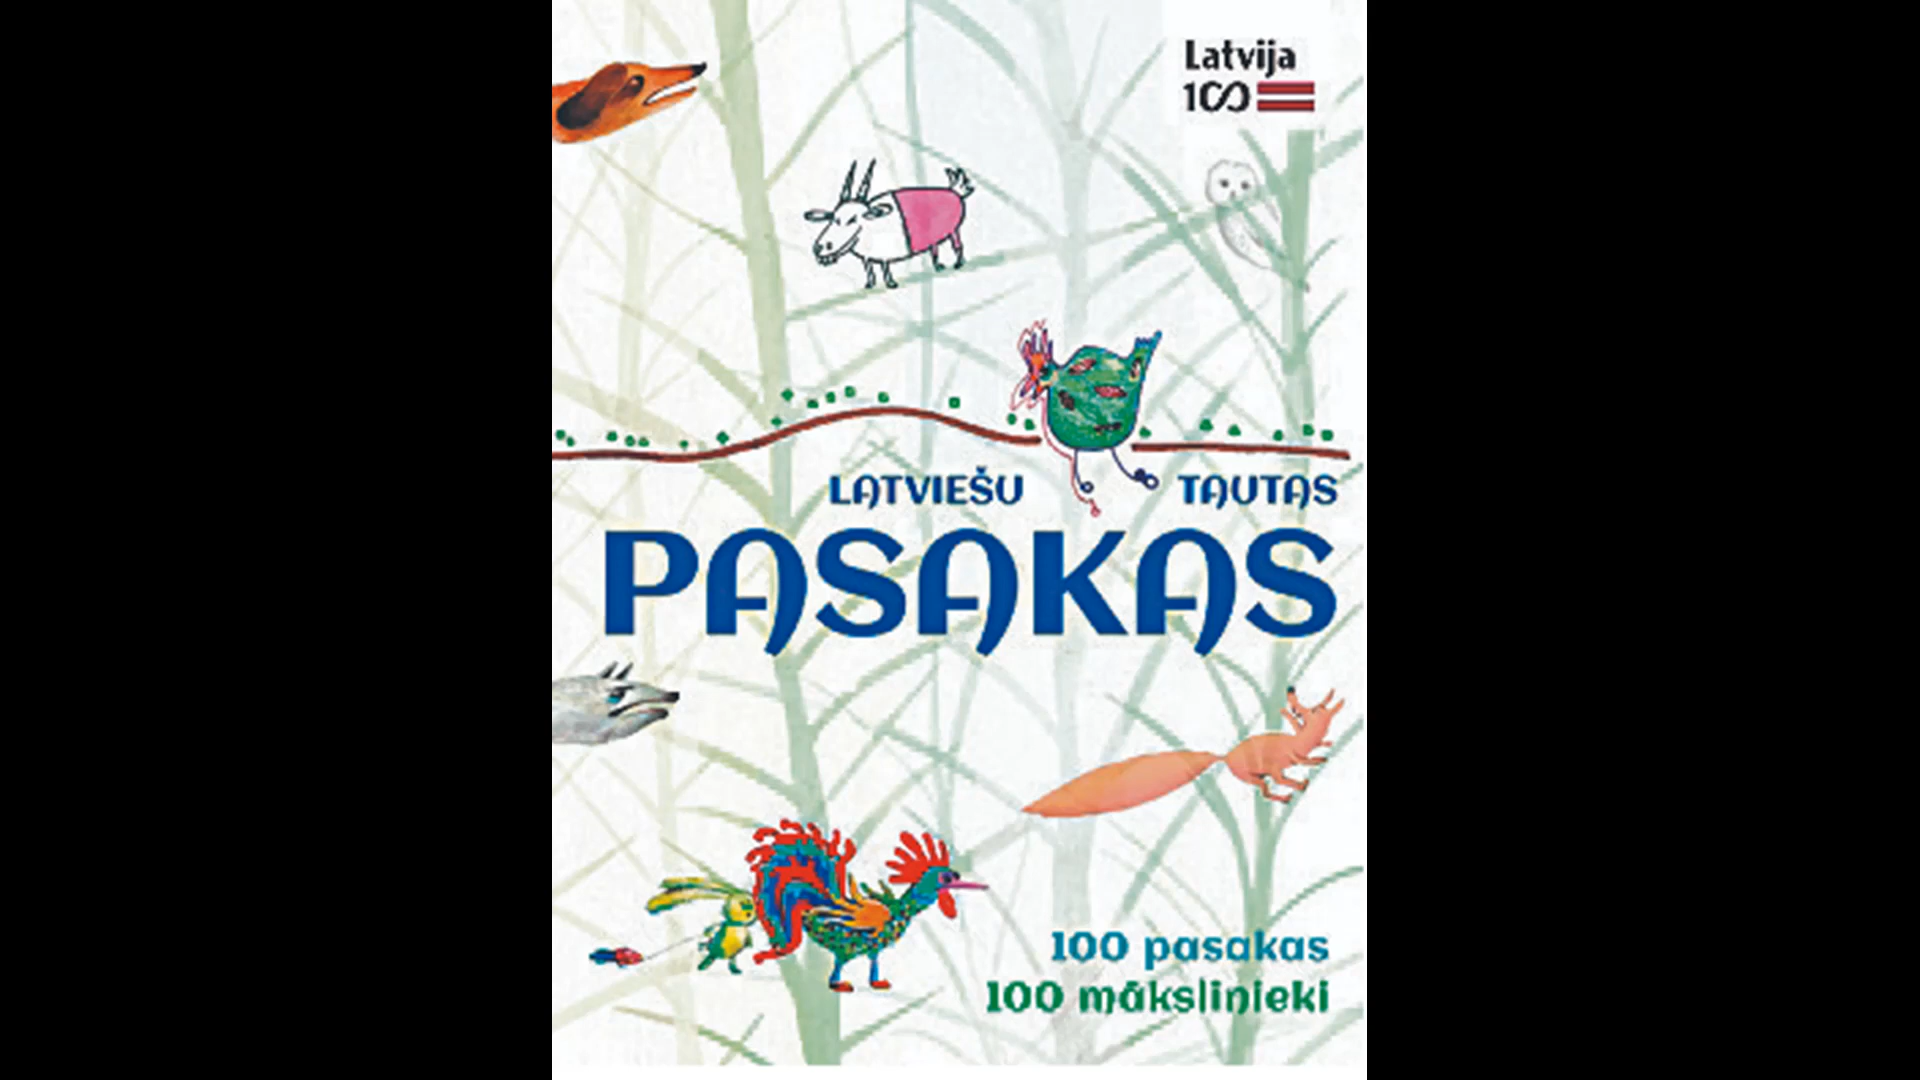 Latvija
100
LATVIEŠU TAUTAS
PASAKAS
100 pasakas
100 mākslinieki